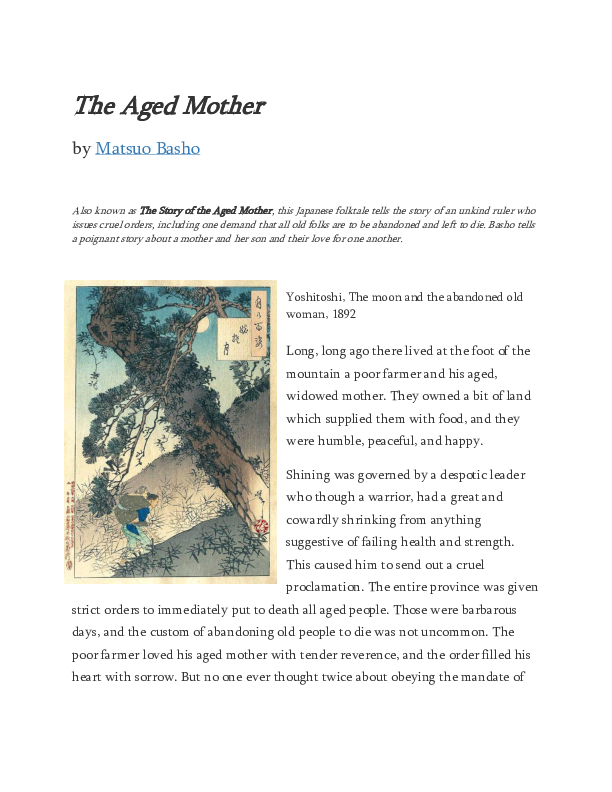 The Aged Mother
by Matsuo Basho
Also known as The Story of the Aged Mother, this Japanese folktale tells the story of an unkind ruler who
issues cruel orders, including one demand that all old folks are to be abandoned and left to die. Basho tells
a poignant story about a mother and her son and their love for one another.
月百姿
姨捨月
Yoshitoshi, The moon and the abandoned old
woman, 1892
Long, long ago there lived at the foot of the
mountain a poor farmer and his aged,
widowed mother. They owned a bit of land
which supplied them with food, and they
were humble, peaceful, and happy.
Shining was governed by a despotic leader
who though a warrior, had a great and
cowardly shrinking from anything
suggestive of failing health and strength.
This caused him to send out a cruel
proclamation. The entire province was given
strict orders to immediately put to death all aged people. Those were barbarous
days, and the custom of abandoning old people to die was not uncommon. The
poor farmer loved his aged mother with tender reverence, and the order filled his
heart with sorrow. But no one ever thought twice about obeying the mandate of